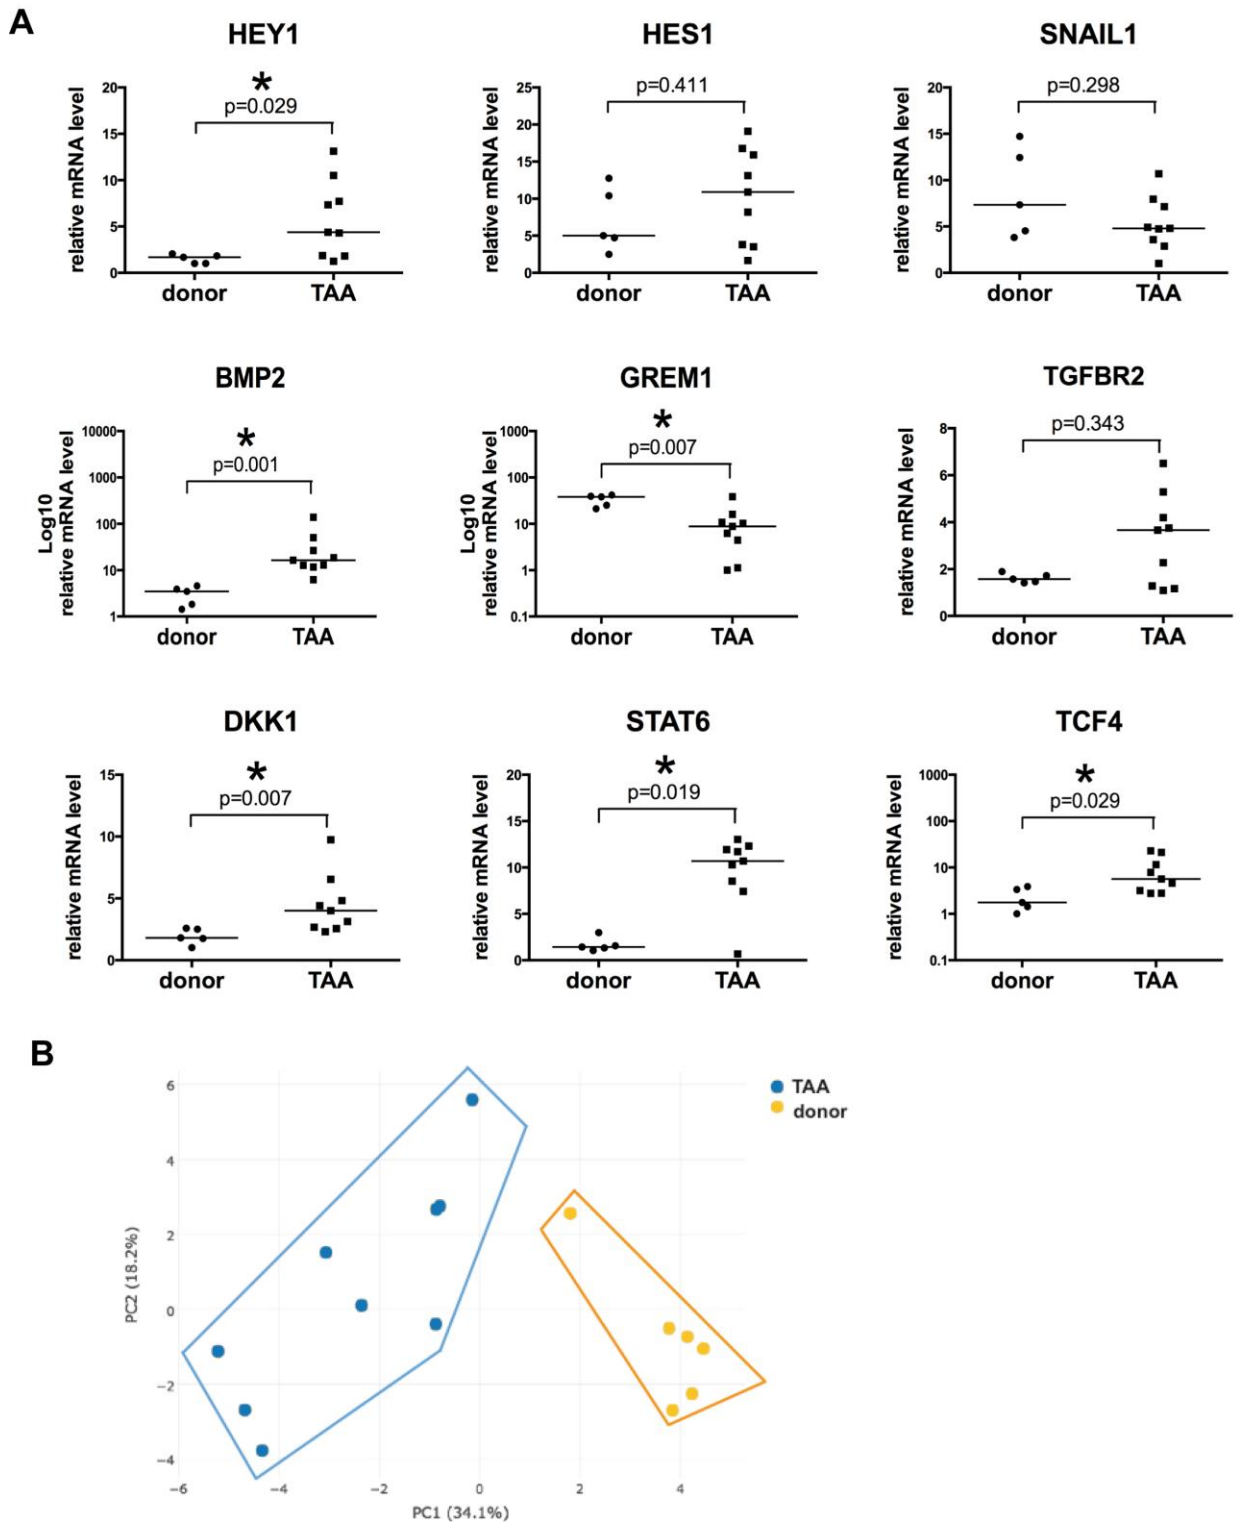 A
HEY1
relative mRNA level
20
15
10
5
0
*
p=0.029
donor TAA
HES1
relative mRNA level
25
20
15
10
5
0
p=0.411
donor TAA
SNAIL1
relative mRNA level
20
15
10
5
0
p=0.298
donor TAA
BMP2
Log10
relative mRNA level
10000
1000
100
10
1
*
p=0.001
donor TAA
GREM1
Log10
relative mRNA level
1000
100
10
1
0.1
*
p=0.007
donor TAA
TGFBR2
relative mRNA level
8
6
4
2
0
p=0.343
donor TAA
DKK1
relative mRNA level
15
10
5
0
*
p=0.007
donor TAA
STAT6
relative mRNA level
20
15
10
5
0
*
p=0.019
donor TAA
TCF4
relative mRNA level
1000
100
10
1
0.1
*
p=0.029
donor TAA
B
PC2 (18.2%)
6
4
2
0
−2
−4
−6 −4 −2 0 2 4
PC1 (34.1%)
TAA
donor